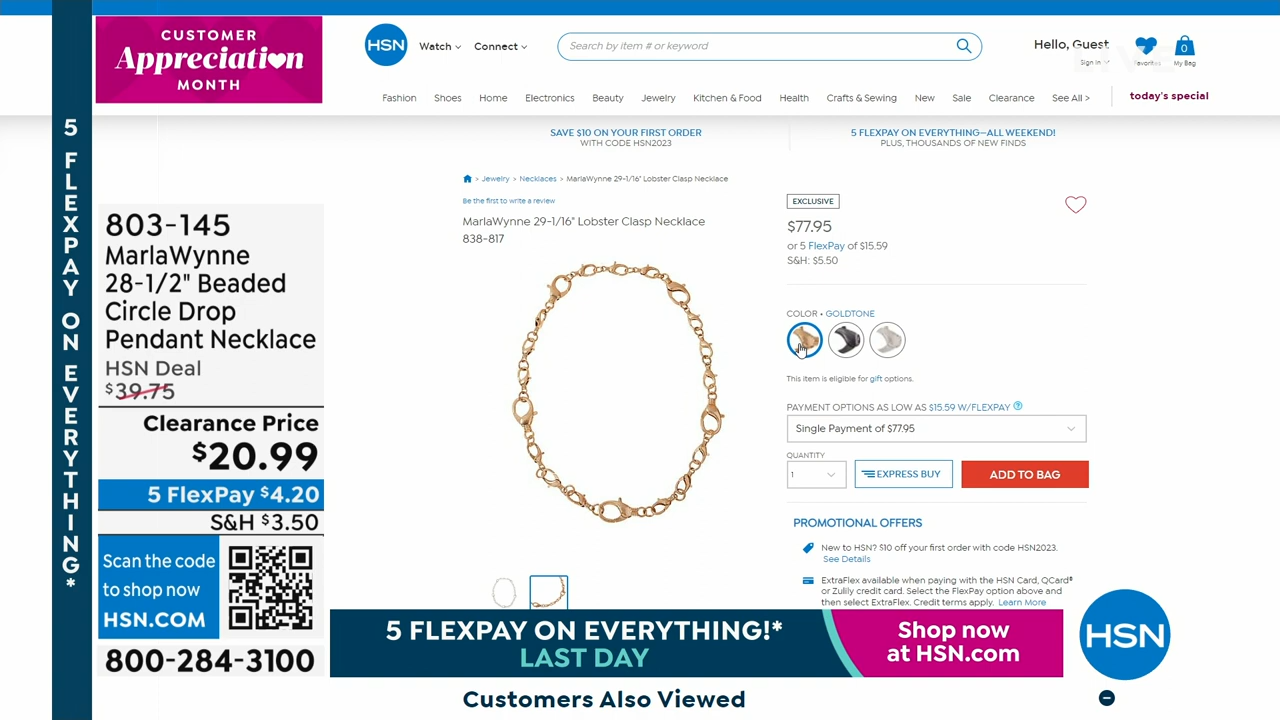 CUSTOMER
Appreciation
MONTH
5 FLEXPAY ON EVERYTHING*
803-145
MarlaWynne
28-1/2" Beaded
Circle Drop
Pendant Necklace
HSN Deal
$39.75
Clearance Price
$20.99
5 FlexPay $4.20
S&H $3.50
Scan the code
to shop now
HSN.COM
800-284-3100
HSN
Watch
Connect
Search by item # or keyword
Hello, Guest
Sign In
Favorites
0
My Bag
Fashion
Shoes
Home
Electronics
Beauty
Jewelry
Kitchen & Food
Health
Crafts & Sewing
New
Sale
Clearance
See All >
today's special
SAVE $10 ON YOUR FIRST ORDER
WITH CODE HSN2023
5 FLEXPAY ON EVERYTHING—ALL WEEKEND!
PLUS, THOUSANDS OF NEW FINDS
> Jewelry > Necklaces > MarlaWynne 29-1/16" Lobster Clasp Necklace
Be the first to write a review
MarlaWynne 29-1/16" Lobster Clasp Necklace
838-817
EXCLUSIVE
$77.95
or 5 FlexPay of $15.59
S&H: $5.50
COLOR • GOLDTONE
This item is eligible for gift options.
PAYMENT OPTIONS AS LOW AS $15.59 W/FLEXPAY ?
Single Payment of $77.95
QUANTITY
1
EXPRESS BUY
ADD TO BAG
PROMOTIONAL OFFERS
New to HSN? $10 off your first order with code HSN2023.
See Details
ExtraFlex available when paying with the HSN Card, QCard®
or Zulily credit card. Select the FlexPay option above and
then select ExtraFlex. Credit terms apply. Learn More
5 FLEXPAY ON EVERYTHING!*
LAST DAY
Shop now
at HSN.com
HSN
Customers Also Viewed